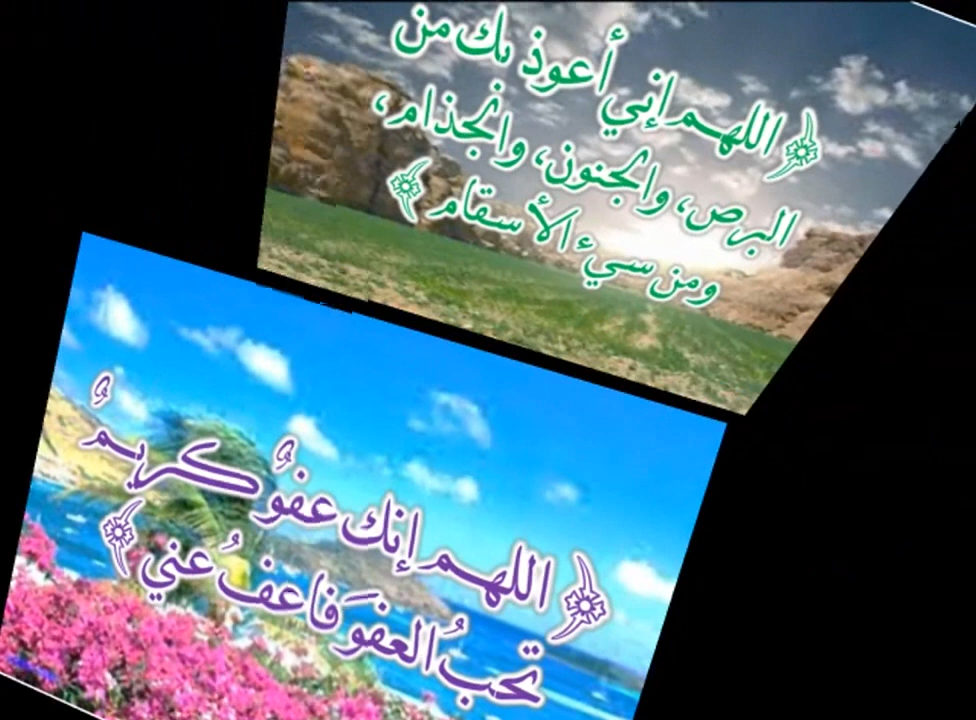 ﴿اللهم إني أعوذ بك من
البرص، والجنون، والجذام،
ومن سيء الأسقام﴾
﴿اللهم إنك عفوٌ كريمٌ
تحبُ العفوَ فاعفُ عني﴾